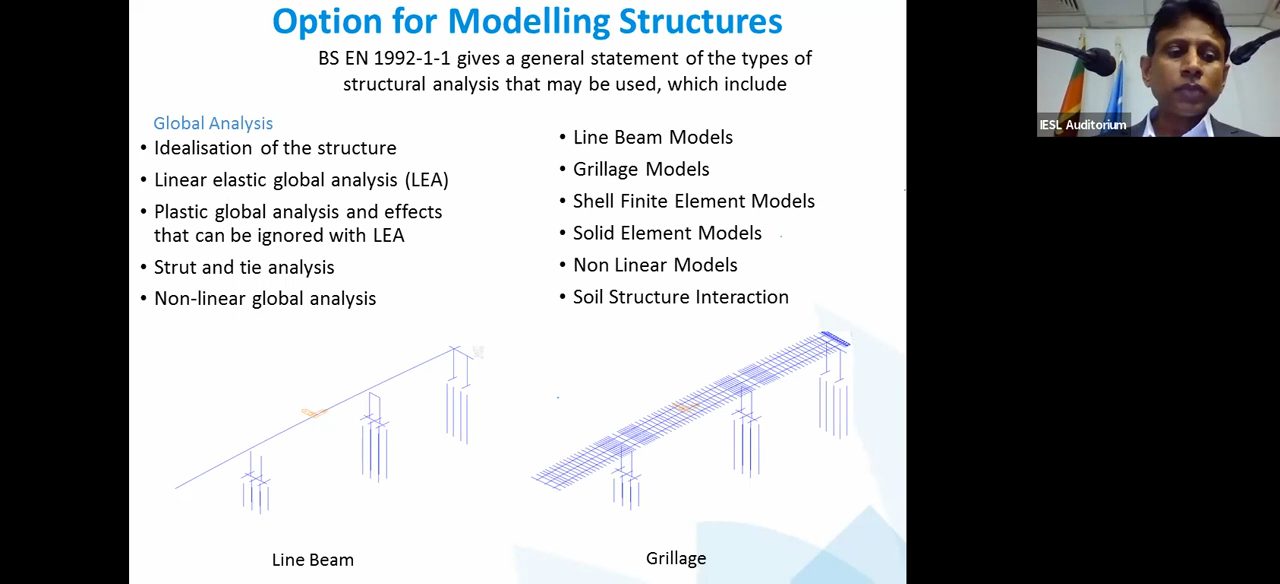 Option for Modelling Structures
BS EN 1992-1-1 gives a general statement of the types of
structural analysis that may be used, which include
Global Analysis
• Idealisation of the structure
• Linear elastic global analysis (LEA)
• Plastic global analysis and effects
that can be ignored with LEA
• Strut and tie analysis
• Non-linear global analysis
• Line Beam Models
• Grillage Models
• Shell Finite Element Models
• Solid Element Models
• Non Linear Models
• Soil Structure Interaction
Line Beam
Grillage
IESL Auditorium